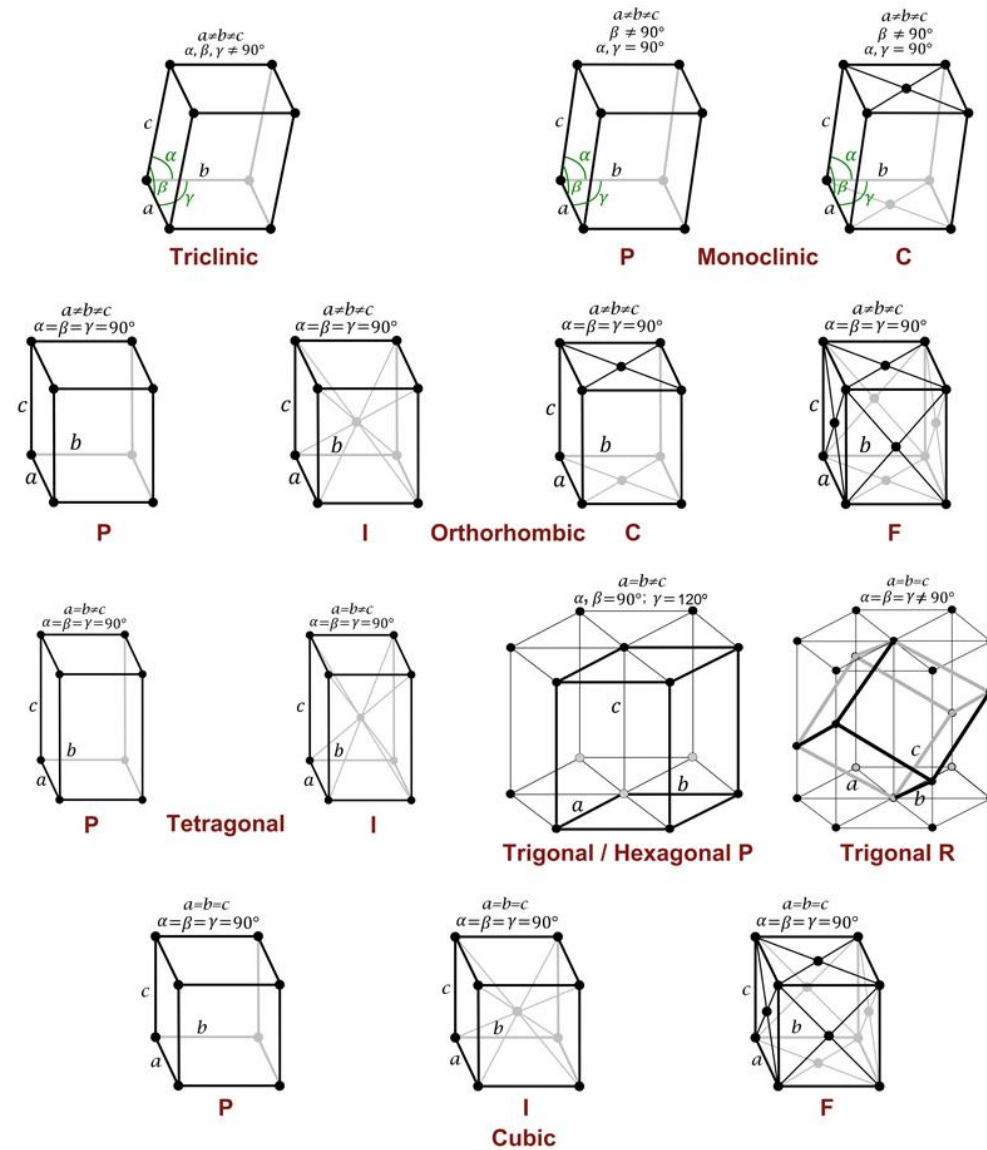 a≠b≠c
α, β, γ ≠ 90°
c
α
β
b
γ
a
Triclinic
a≠b≠c
β ≠ 90°
α, γ = 90°
c
α
β
b
γ
a
P
Monoclinic
a≠b≠c
β ≠ 90°
α, γ = 90°
c
α
β
b
γ
a
C
a≠b≠c
α=β=γ=90°
c
b
a
P
a≠b≠c
α=β=γ=90°
c
b
a
I
Orthorhombic
a≠b≠c
α=β=γ=90°
c
b
a
C
a≠b≠c
α=β=γ=90°
c
b
a
F
a=b≠c
α=β=γ=90°
c
b
a
P
Tetragonal
a=b≠c
α=β=γ=90°
c
b
a
I
a=b≠c
α, β=90°; γ=120°
c
a
b
Trigonal / Hexagonal P
a=b=c
α=β=γ≠90°
c
a
b
Trigonal R
a=b=c
α=β=γ=90°
c
b
a
P
a=b=c
α=β=γ=90°
c
b
a
I
Cubic
a=b=c
α=β=γ=90°
c
b
a
F